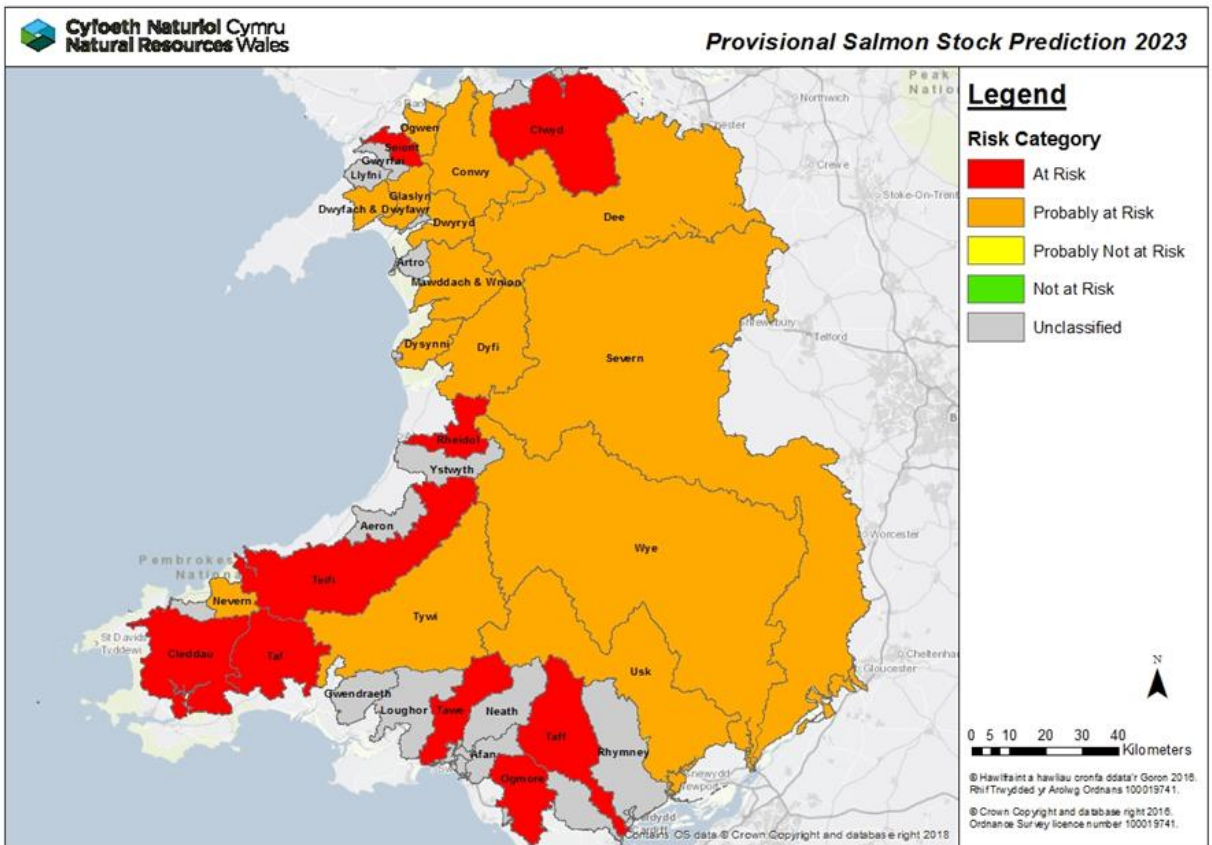 Cyfoeth Naturiol Cymru
Natural Resources Wales
Provisional Salmon Stock Prediction 2023
Legend
Risk Category
At Risk
Probably at Risk
Probably Not at Risk
Not at Risk
Unclassified
Peak
Northwich
Crewe
Stoke-On-Trent
Ogwen
Clwyd
Seiont
Gwyrfai
Llyfni
Conwy
Glaslyn
Dwyfach & Dwyfawr
Dwyryd
Dee
Artro
Mawddach & Wnion
Dysynni
Dyfi
Severn
Telford
Rheidol
Ystwyth
Aeron
Wye
Worcester
Pembrokes
Nationa
Teifi
Nevern
Tywi
St Davids
Tyddewi
Cleddau
Taf
Usk
Gloucester
Cheltenha
Gwendraeth
Loughor
Tawe
Neath
Taff
Rhymney
Afan
Ogmore
N
0 5 10 20 30 40
Kilometers
© Hawlfraint a hawliau cronfa ddata'r Goron 2016.
Rhif Trwydded yr Arolwg Ordnans 100019741.
© Crown Copyright and database right 2016.
Ordnance Survey licence number 100019741.
Contains OS data © Crown Copyright and database right 2018